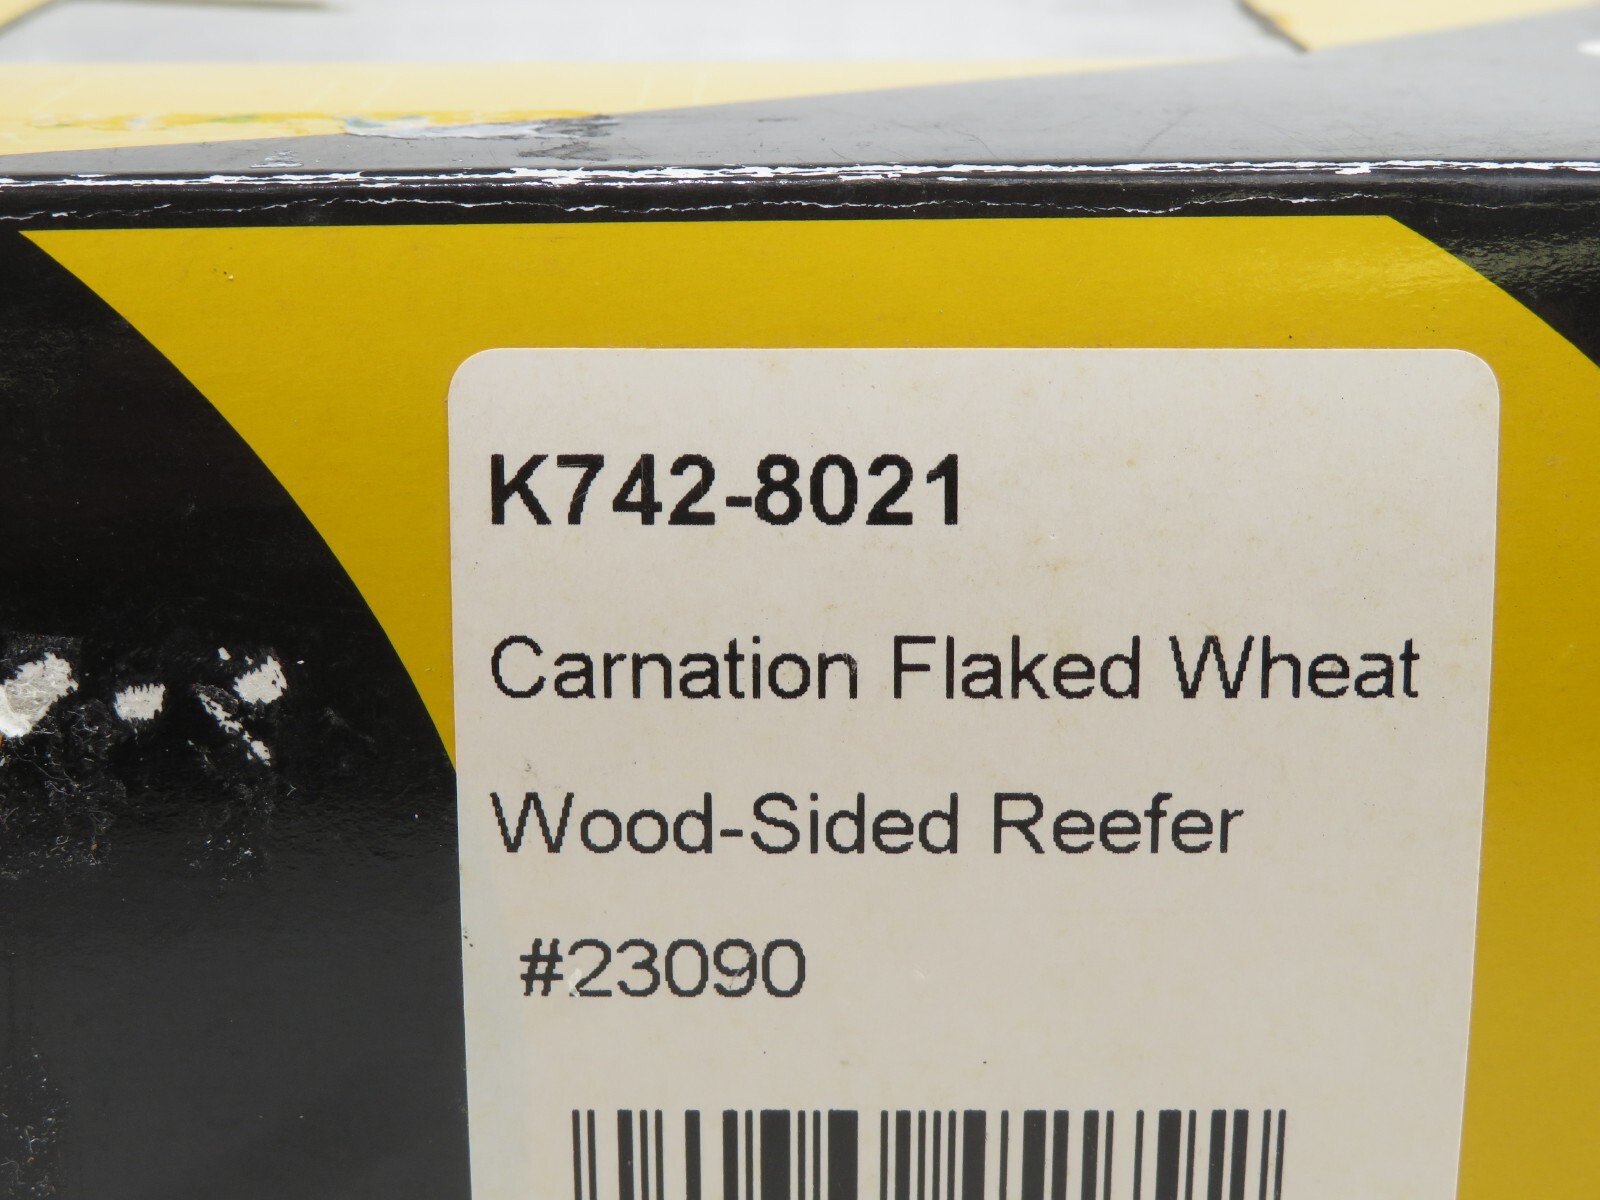 K742-8021
Carnation Flaked Wheat
Wood-Sided Reefer
#23090